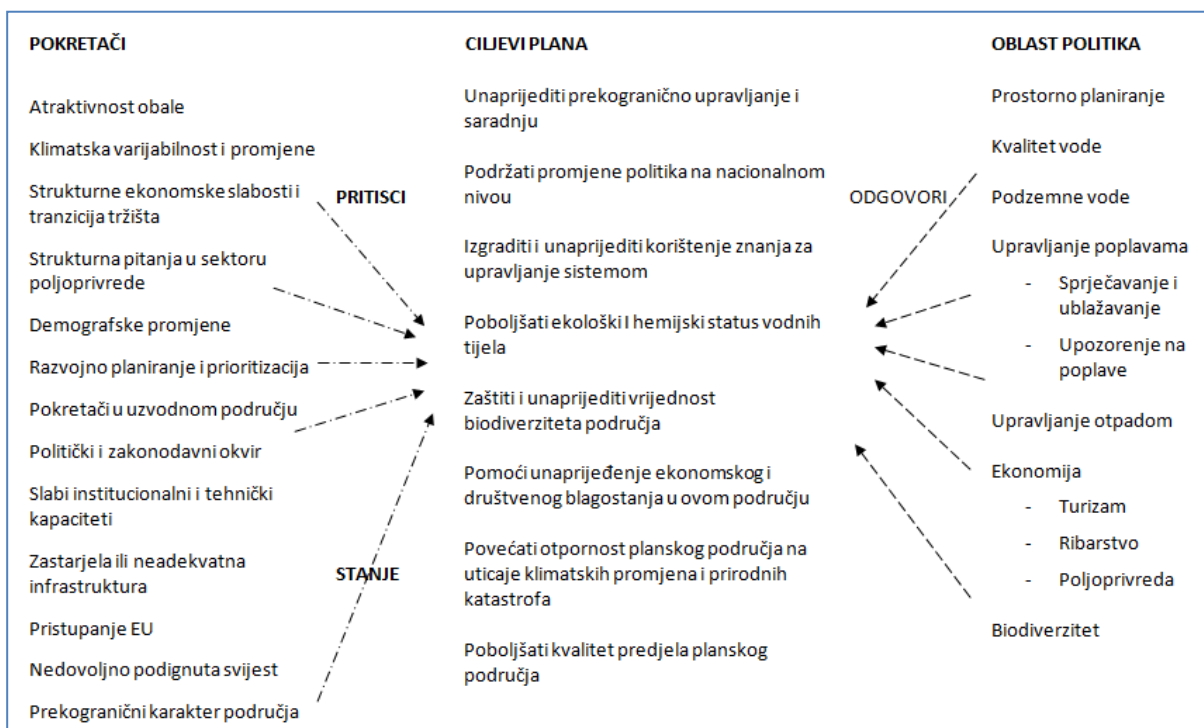 POKRETAČI
Atraktivnost obale
Klimatska varijabilnost i promjene
Strukturne ekonomske slabosti i
tranzicija tržišta
Strukturna pitanja u sektoru
poljoprivrede
Demografske promjene
Razvojno planiranje i prioritizacija
Pokretači u uzvodnom području
Politički i zakonodavni okvir
Slabi institucionalni i tehnički
kapaciteti
Zastarjela ili neadekvatna
infrastruktura
Pristupanje EU
Nedovoljno podignuta svijest
Prekogranični karakter područja
PRITISCI
STANJE
CILJEVI PLANA
Unaprijediti prekogranično upravljanje i
saradnju
Podržati promjene politika na nacionalnom
nivou
Izgraditi i unaprijediti korištenje znanja za
upravljanje sistemom
Poboljšati ekološki I hemijski status vodnih
tijela
Zaštiti i unaprijediti vrijednost
biodiverziteta područja
Pomoći unaprijeđenje ekonomskog i
društvenog blagostanja u ovom području
Povećati otpornost planskog područja na
uticaje klimatskih promjena i prirodnih
katastrofa
Poboljšati kvalitet predjela planskog
područja
ODGOVORI
OBLAST POLITIKA
Prostorno planiranje
Kvalitet vode
Podzemne vode
Upravljanje poplavama
- Sprječavanje i
ublažavanje
- Upozorenje na
poplave
Upravljanje otpadom
Ekonomija
- Turizam
- Ribarstvo
- Poljoprivreda
Biodiverzitet